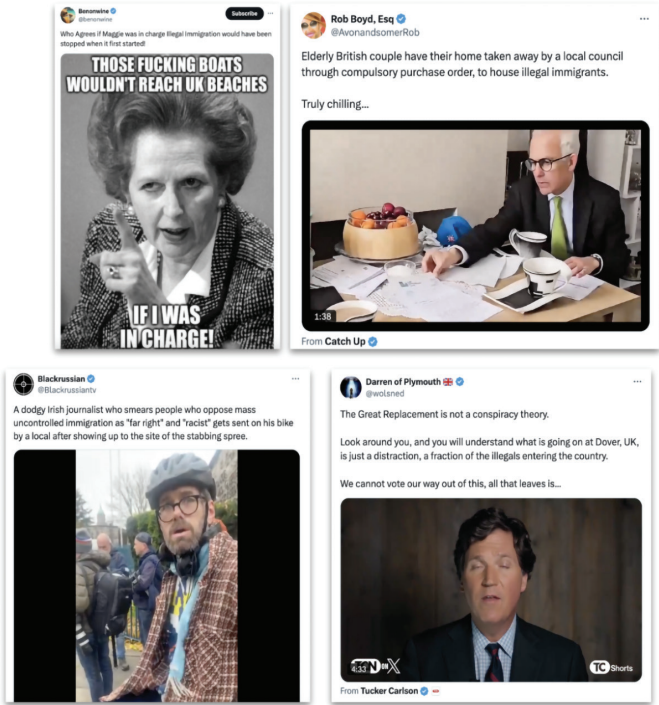 Benonwine
@benonwine
Subscribe
Who Agrees if Maggie was in charge Illegal Immigration would have been
stopped when it first started!
THOSE FUCKING BOATS
WOULDN'T REACH UK BEACHES
IF I WAS
IN CHARGE!
Rob Boyd, Esq
@AvonandsomerRob
Elderly British couple have their home taken away by a local council
through compulsory purchase order, to house illegal immigrants.
Truly chilling...
1:38
From Catch Up
Blackrussian
@Blackrussiantv
A dodgy Irish journalist who smears people who oppose mass
uncontrolled immigration as "far right" and "racist" gets sent on his bike
by a local after showing up to the site of the stabbing spree.
Darren of Plymouth 🇬🇧
@wolsned
The Great Replacement is not a conspiracy theory.
Look around you, and you will understand what is going on at Dover, UK,
is just a distraction, a fraction of the illegals entering the country.
We cannot vote our way out of this, all that leaves is...
4:33
ON X
TC Shorts
From Tucker Carlson